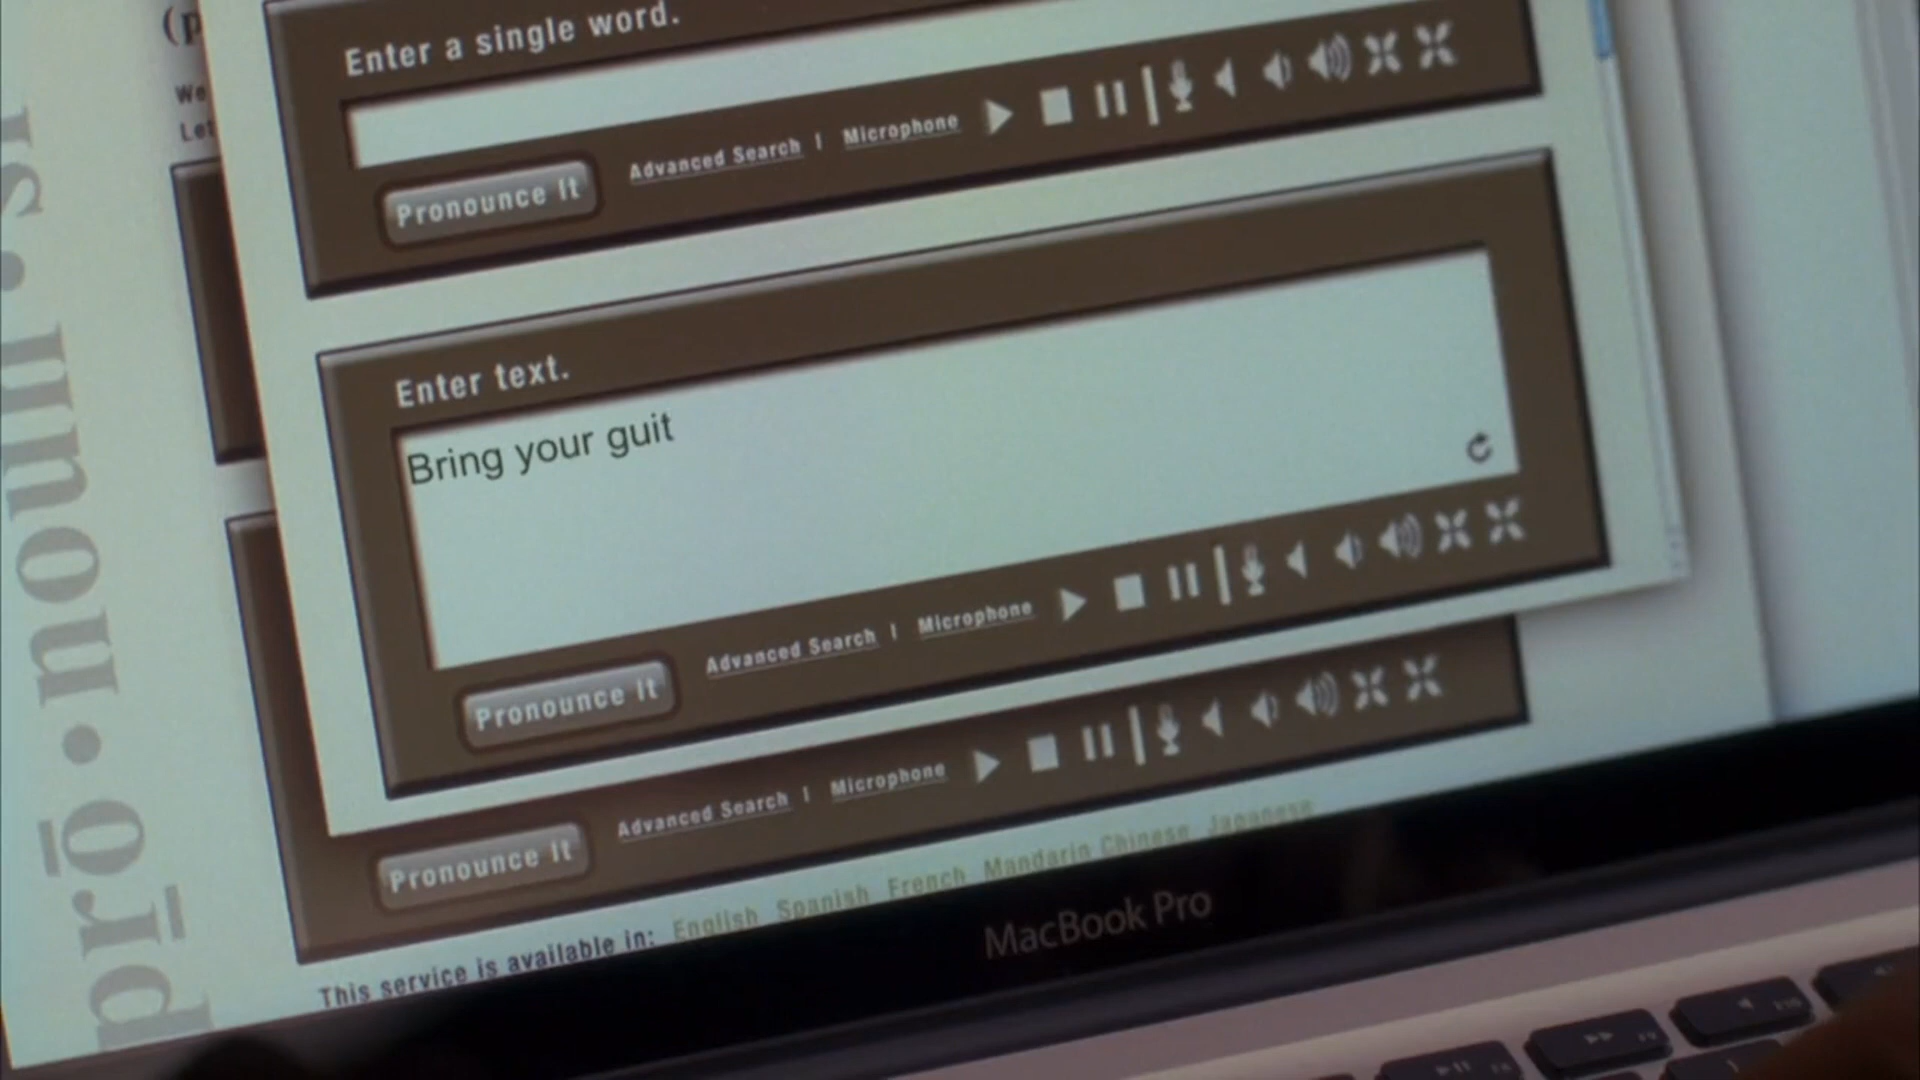 (p
Enter a single word.
We
Let
Pronounce It
Advanced Search | Microphone
Enter text.
Bring your guit
Pronounce It
Advanced Search | Microphone
Pronounce It
Advanced Search | Microphone
This service is available in: English Spanish French Mandarin Chinese Japanese
MacBook Pro
prō • noun •